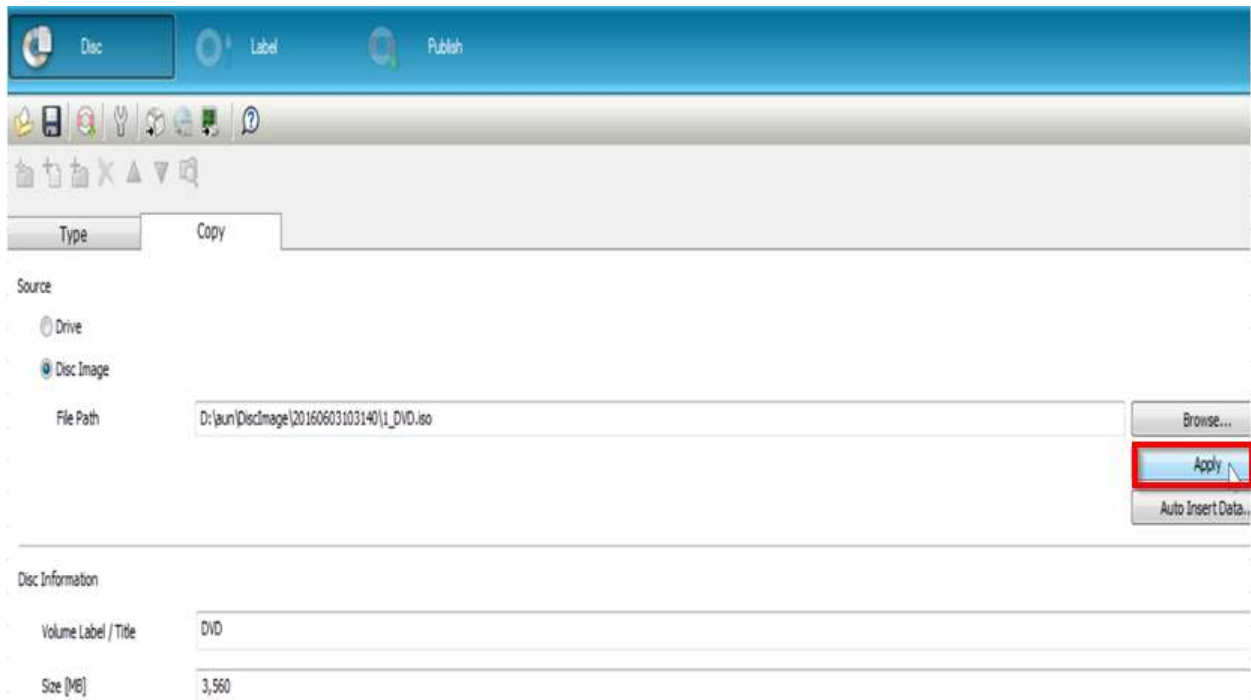 Disc Label Publish
Type Copy
Source
Drive
Disc Image
File Path D:\aun\DiscImage\20160603103140\1_DVD.iso Browse...
Apply
Auto Insert Data..
Disc Information
Volume Label / Title DVD
Size [MB] 3,560